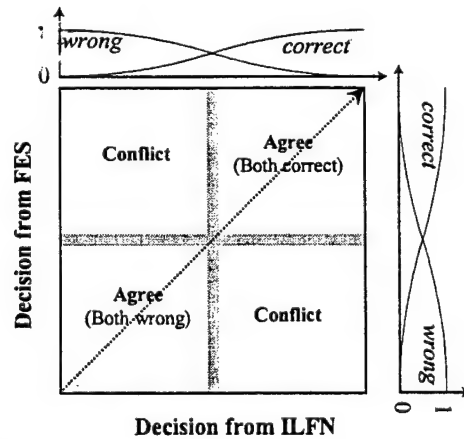 1
wrong
correct
0
Conflict
Agree
(Both correct)
Agree
(Both wrong)
Conflict
Decision from FES
Decision from ILFN
correct
wrong
0
1